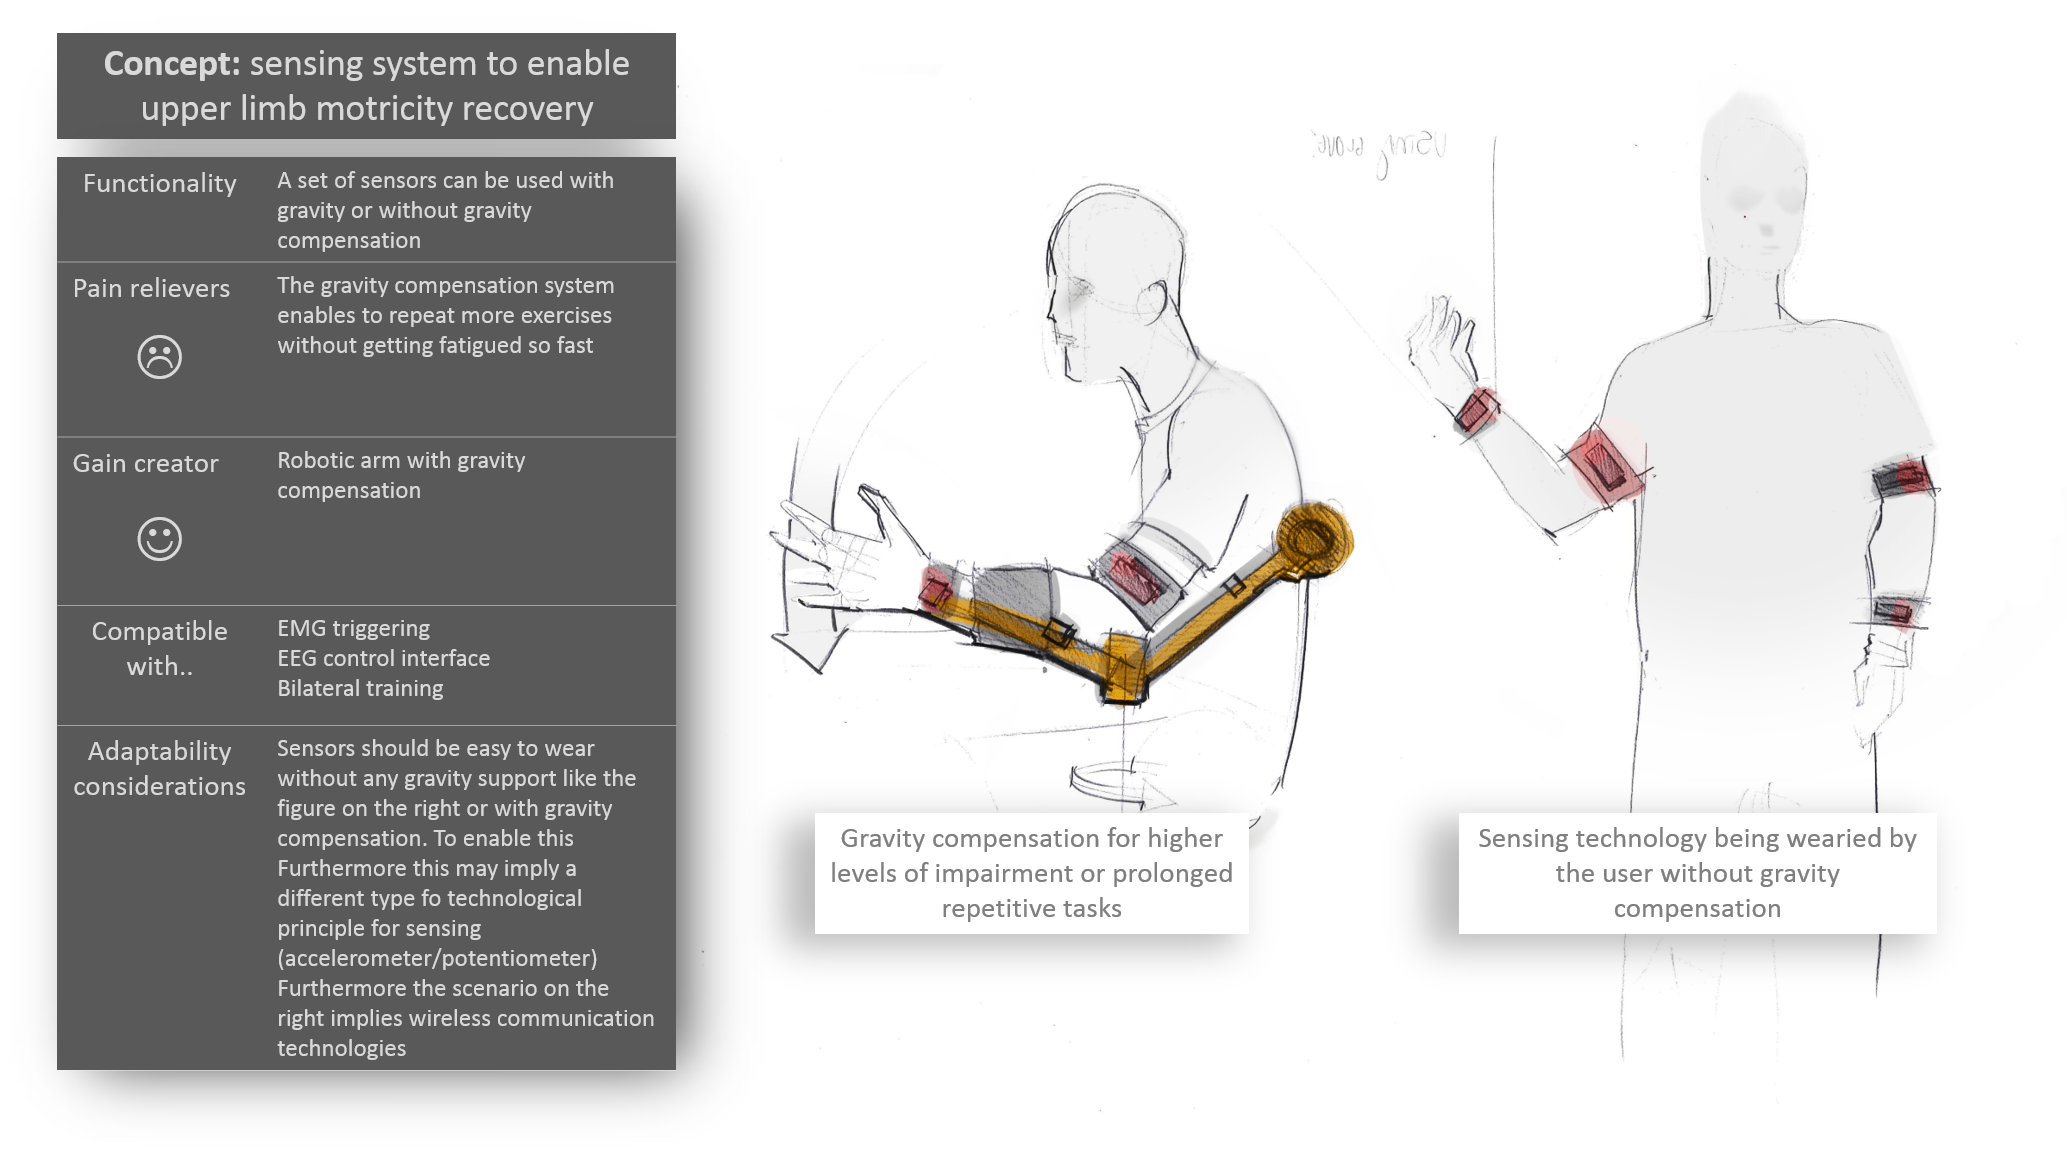 Concept: sensing system to enable
upper limb motricity recovery
Functionality
A set of sensors can be used with
gravity or without gravity
compensation
Pain relievers
The gravity compensation system
enables to repeat more exercises
without getting fatigued so fast
Gain creator
Robotic arm with gravity
compensation
Compatible
with..
EMG triggering
EEG control interface
Bilateral training
Adaptability
considerations
Sensors should be easy to wear
without any gravity support like the
figure on the right or with gravity
compensation. To enable this
Furthermore this may imply a
different type fo technological
principle for sensing
(accelerometer/potentiometer)
Furthermore the scenario on the
right implies wireless communication
technologies
Gravity compensation for higher
levels of impairment or prolonged
repetitive tasks
Sensing technology being wearied by
the user without gravity
compensation